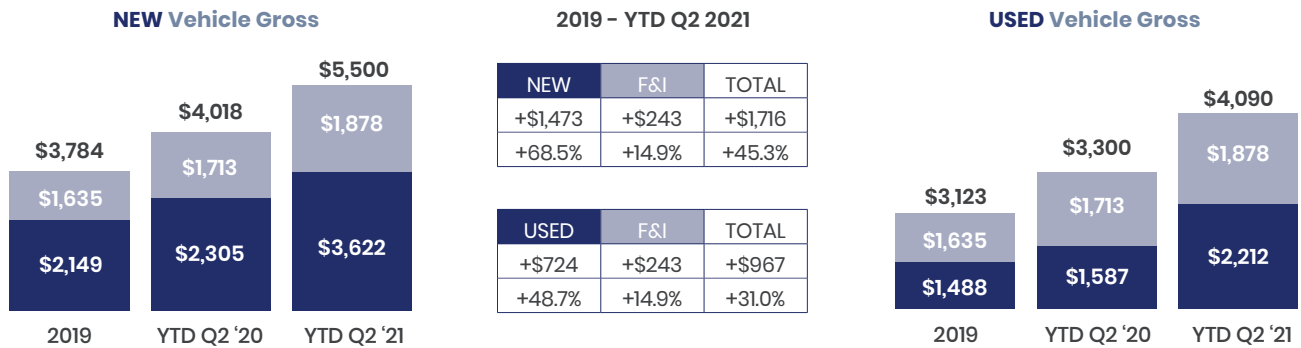 NEW Vehicle Gross
$5,500
$4,018
$3,784
$1,878
$1,713
$1,635
$3,622
$2,305
$2,149
2019
YTD Q2 ‘20
YTD Q2 ‘21
2019 - YTD Q2 2021
NEW F&I TOTAL
+$1,473 +$243 +$1,716
+68.5% +14.9% +45.3%
USED F&I TOTAL
+$724 +$243 +$967
+48.7% +14.9% +31.0%
USED Vehicle Gross
$4,090
$3,300
$3,123
$1,878
$1,713
$1,635
$2,212
$1,587
$1,488
2019
YTD Q2 ‘20
YTD Q2 ‘21